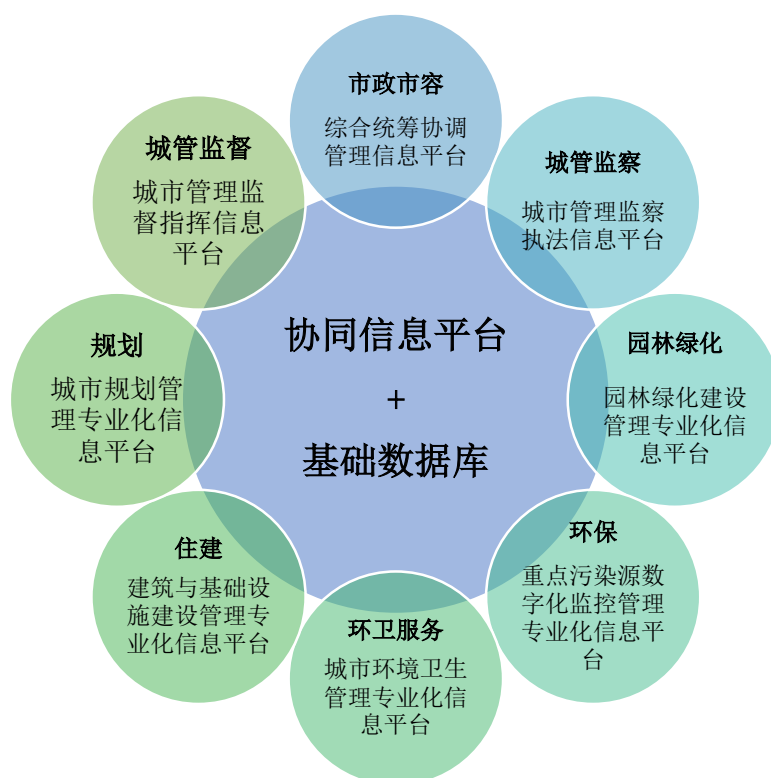 市政市容
综合统筹协调
管理信息平台
城管监督
城市管理监
督指挥信息
平台
城管监察
城市管理监察
执法信息平台
协同信息平台
+
基础数据库
规划
城市规划管
理专业化信
息平台
园林绿化
园林绿化建设
管理专业化信
息平台
住建
建筑与基础设
施建设管理专
业化信息平台
环保
重点污染源数
字化监控管理
专业化信息平
台
环卫服务
城市环境卫生
管理专业化信
息平台